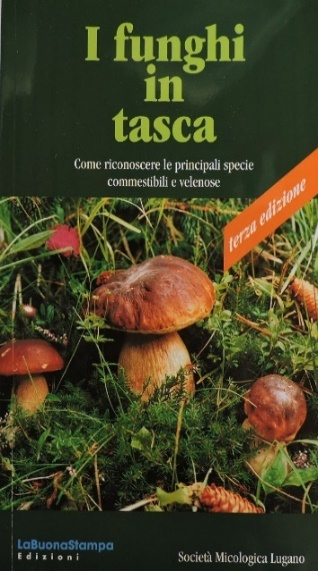 I funghi
in
tasca
Come riconoscere le principali specie
commestibili e velenose
terza edizione
LaBuonaStampa
Edizioni
Società Micologica Lugano